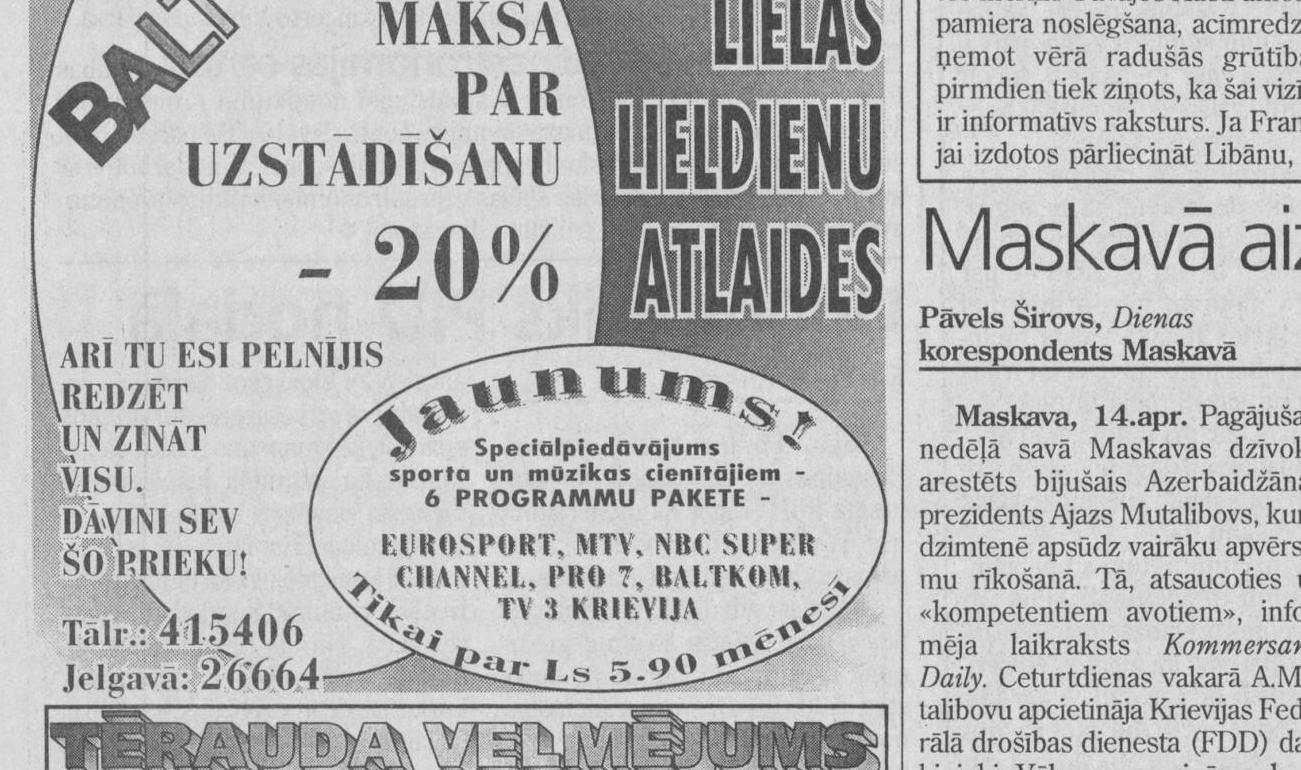 BALT
MAKSA
PAR
UZSTADĪŠANU
- 20%
LIELAS
LIELDIENU
ATLAIDES
ARĪ TU ESI PELNĪJIS
REDZĒT
UN ZINĀT
VISU.
DĀVINI SEV
ŠO PRIEKU!
Tālr.: 415406
Jelgavā: 26664
Jaunums!
Speciālpiedāvājums
sporta un mūzikas cienītājiem -
6 PROGRAMMU PAKETE -
EUROSPORT, MTV, NBC SUPER
CHANNEL, PRO 7, BALTKOM,
TV 3 KRIEVIJA
Tikai par Ls 5.90 mēnesī
TĒRAUDA VELMĒJUMS
pamiera noslēgšana, acīmredz
ņemot vērā radušās grūtība
pirmdien tiek ziņots, ka šai vizī
ir informatīvs raksturs. Ja Fran
jai izdotos pārliecināt Libānu,
Maskavā aiz
Pāvels Širovs, Dienas
korespondents Maskavā
Maskava, 14.apr. Pagājuša
nedēļā savā Maskavas dzīvok
arestēts bijušais Azerbaidžāna
prezidents Ajazs Mutalibovs, kur
dzimtenē apsūdz vairāku apvērs
mu rīkošanā. Tā, atsaucoties u
«kompetentiem avotiem», info
mēja laikraksts Kommersan
Daily. Ceturtdienas vakarā A.M
talibovu apcietināja Krievijas Fed
rālā drošības dienesta (FDD) da